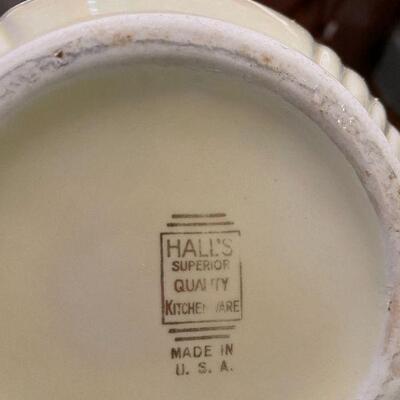 HALL'S
SUPERIOR
QUALITY
KITCHENWARE
MADE IN
U. S. A.